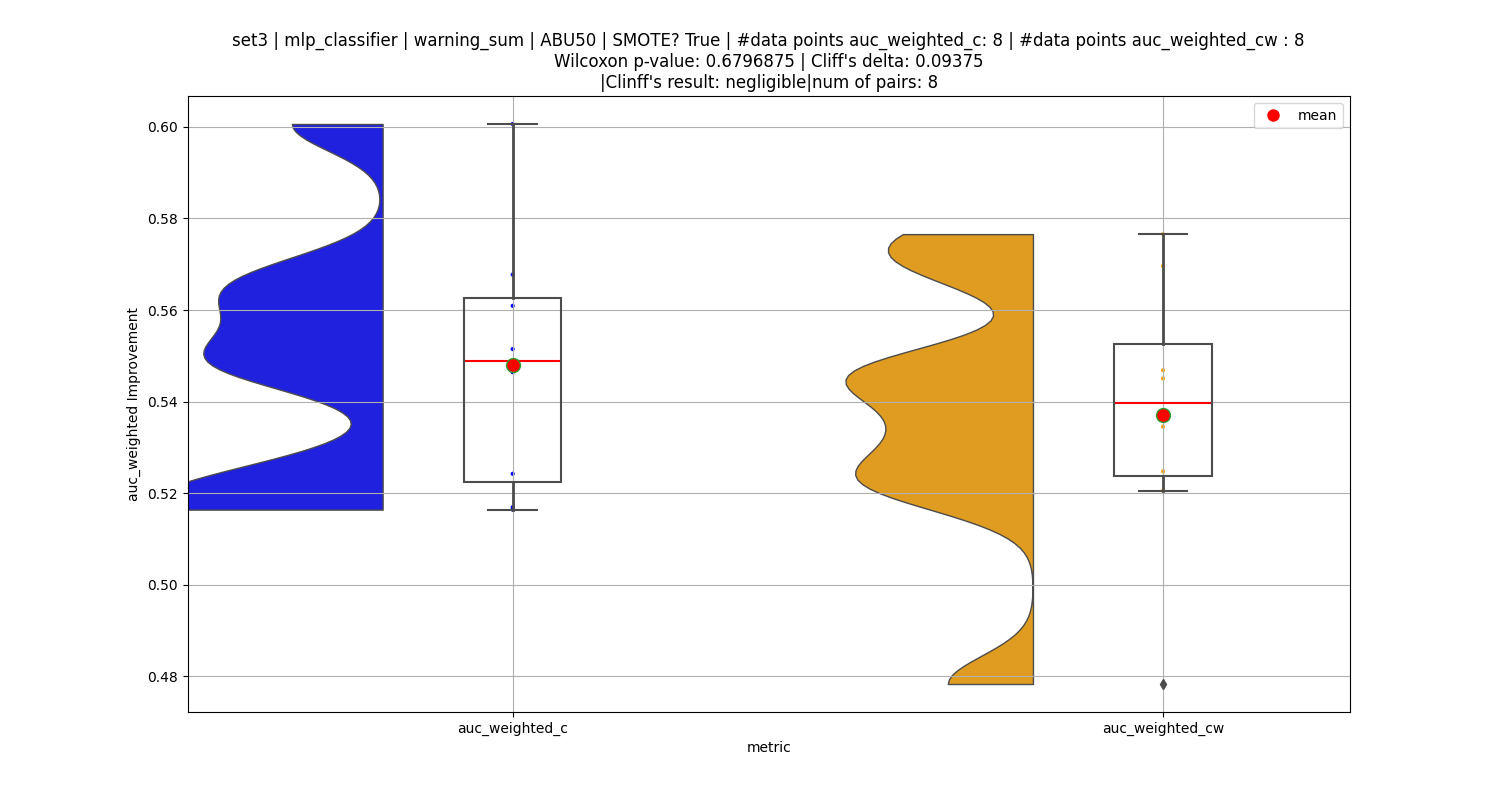 set3 | mlp_classifier | warning_sum | ABU50 | SMOTE? True | #data points auc_weighted_c: 8 | #data points auc_weighted_cw : 8
Wilcoxon p-value: 0.6796875 | Cliff's delta: 0.09375
|Clinff's result: negligible|num of pairs: 8
mean
0.60
0.58
0.56
0.54
0.52
0.50
0.48
auc_weighted Improvement
auc_weighted_c
auc_weighted_cw
metric